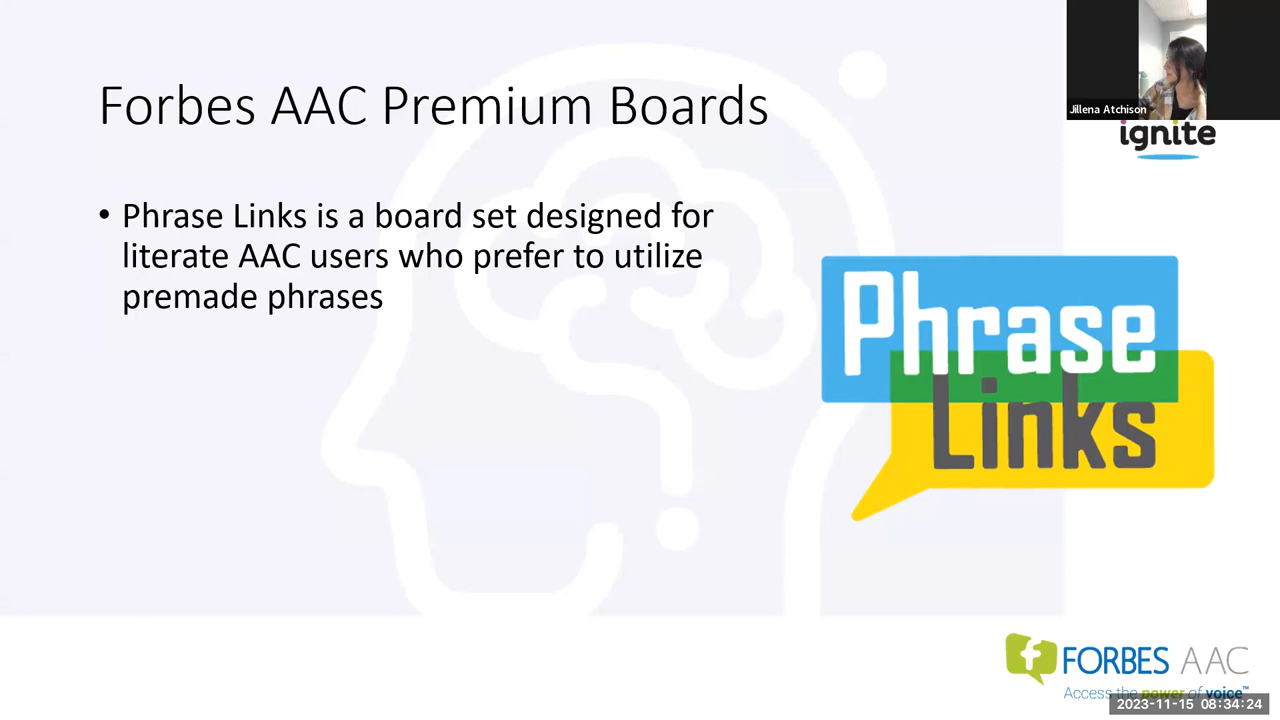 Forbes AAC Premium Boards
Jillena Atchison
ignite
• Phrase Links is a board set designed for
literate AAC users who prefer to utilize
premade phrases
Phrase
Links
f FORBES AAC
Access the power of voice™
2023-11-15 08:34:24